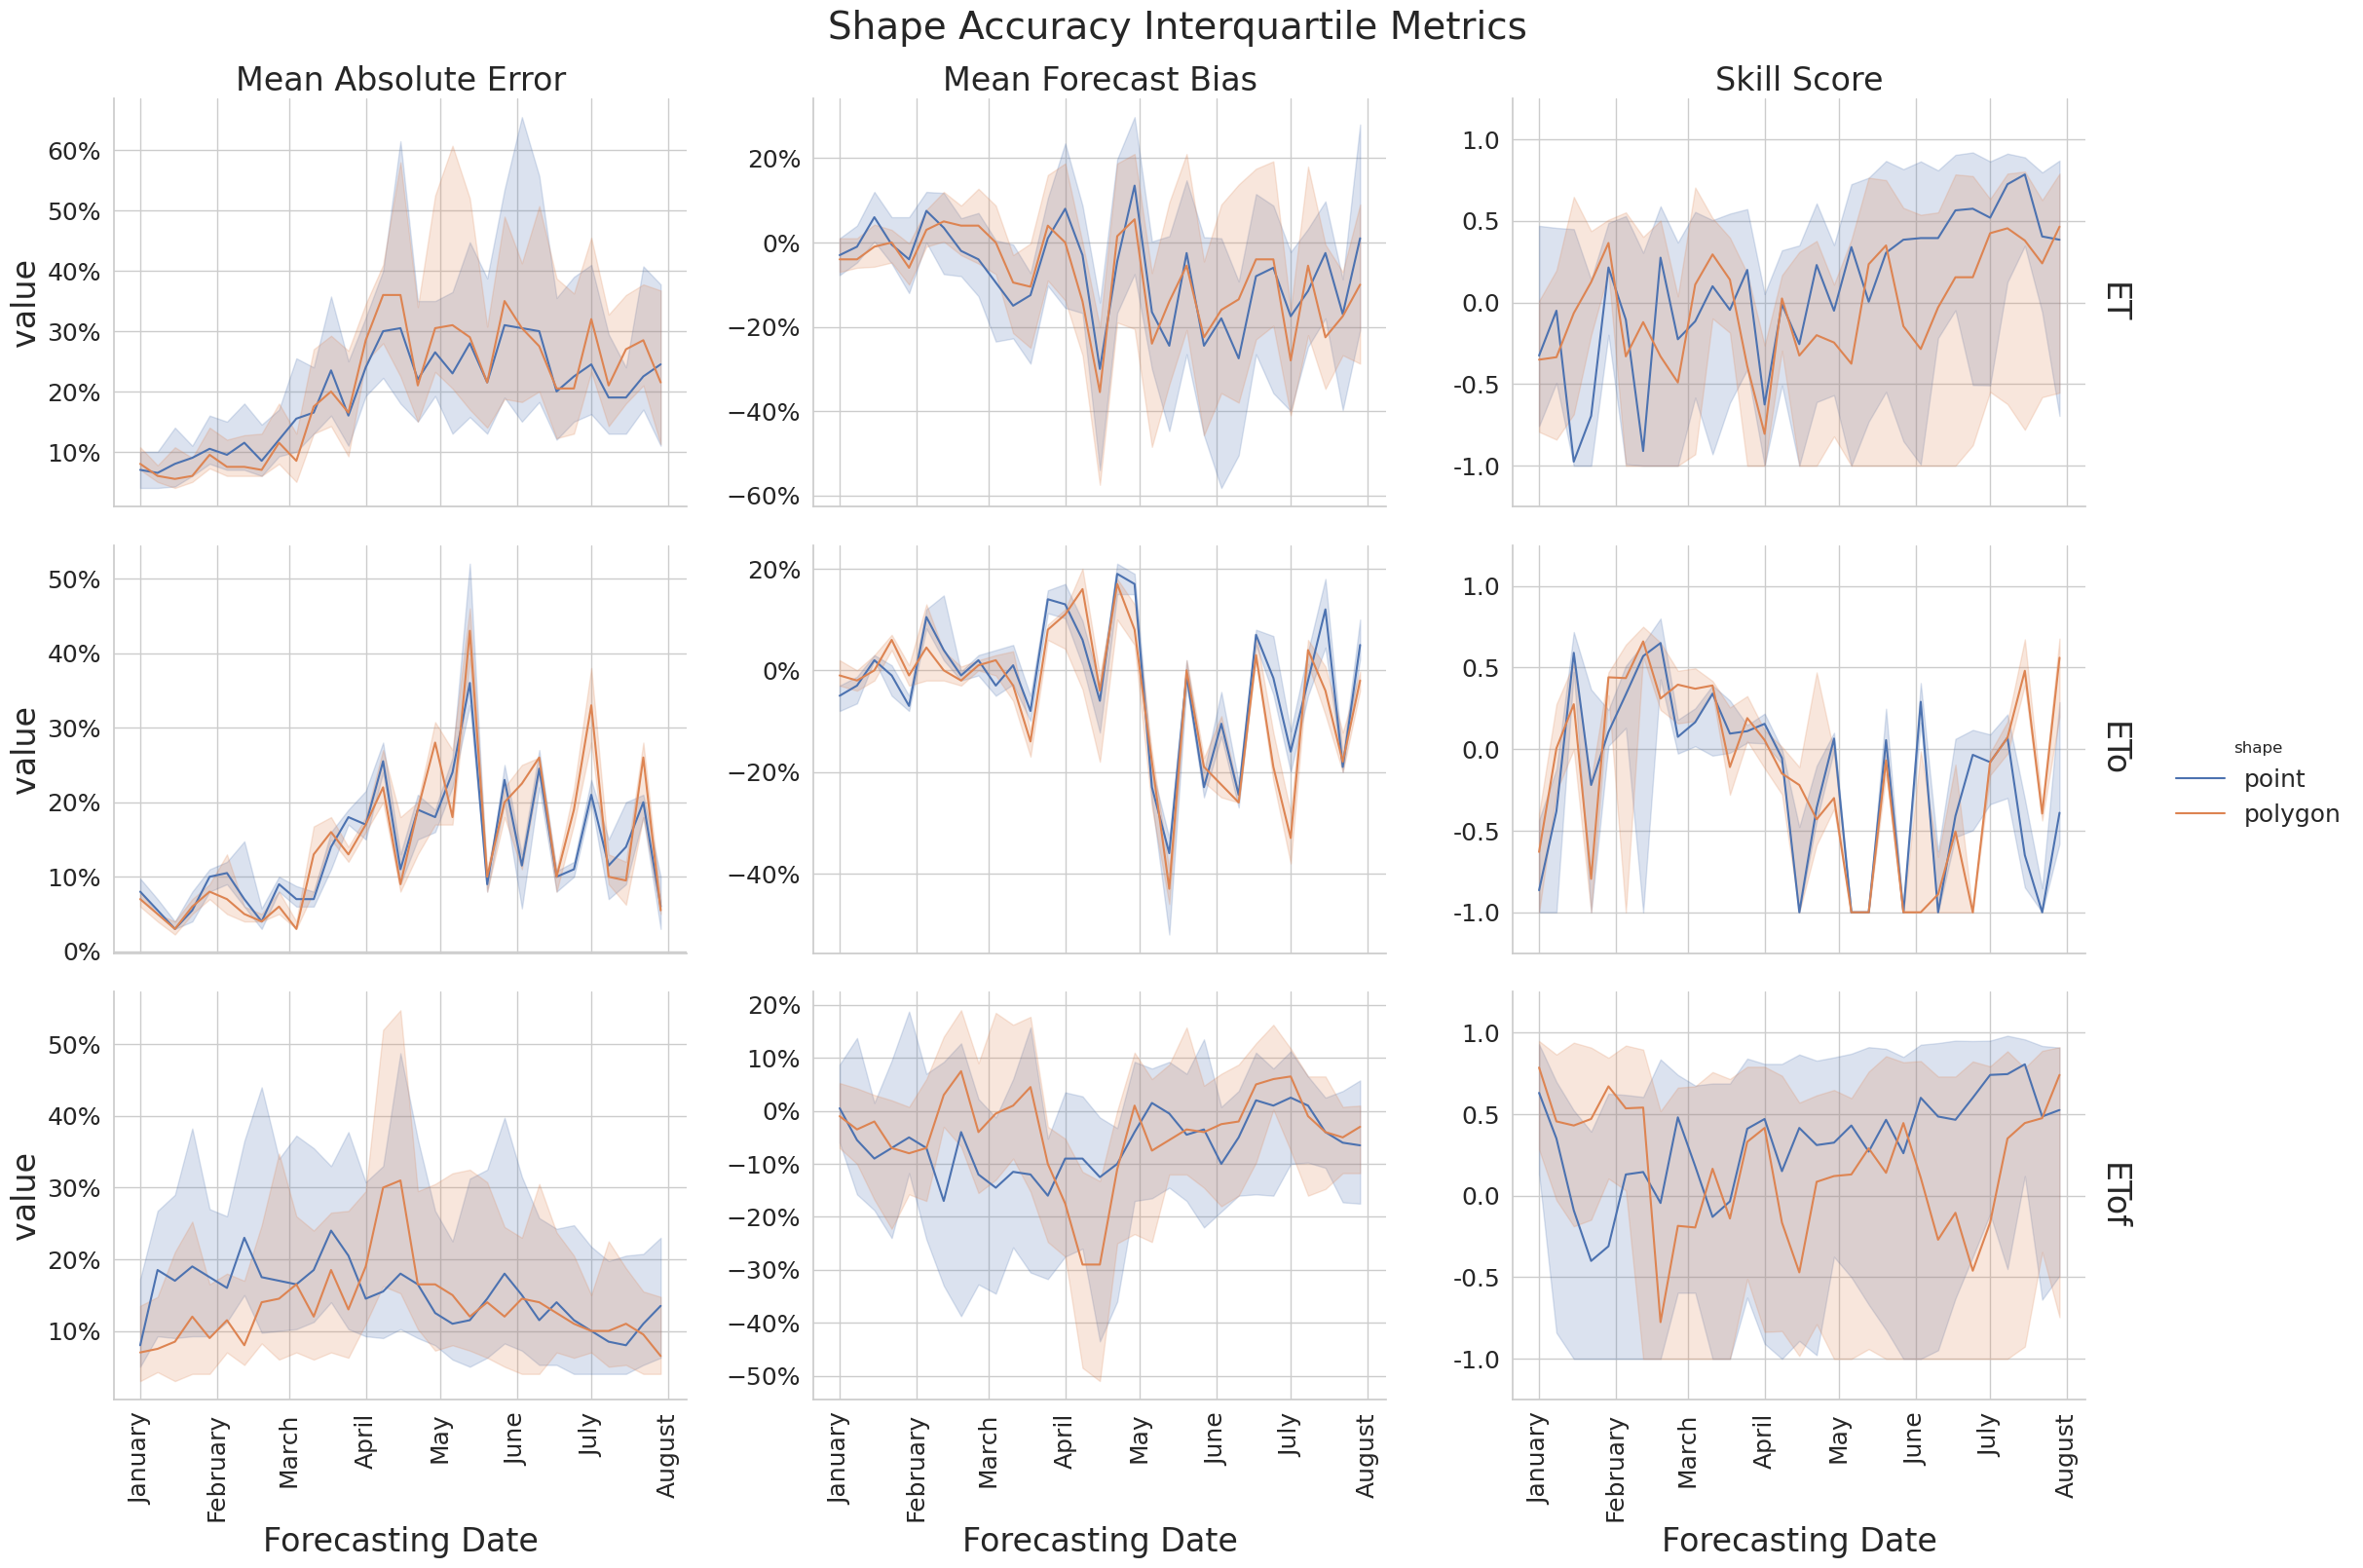 Shape Accuracy Interquartile Metrics
Mean Absolute Error
Mean Forecast Bias
Skill Score
value
60%
50%
40%
30%
20%
10%
20%
0%
−20%
−40%
−60%
1.0
0.5
0.0
-0.5
-1.0
ET
value
50%
40%
30%
20%
10%
0%
20%
0%
−20%
−40%
1.0
0.5
0.0
-0.5
-1.0
ETo
shape
point
polygon
value
50%
40%
30%
20%
10%
20%
10%
0%
−10%
−20%
−30%
−40%
−50%
1.0
0.5
0.0
-0.5
-1.0
ETof
January
February
March
April
May
June
July
August
January
February
March
April
May
June
July
August
January
February
March
April
May
June
July
August
Forecasting Date
Forecasting Date
Forecasting Date